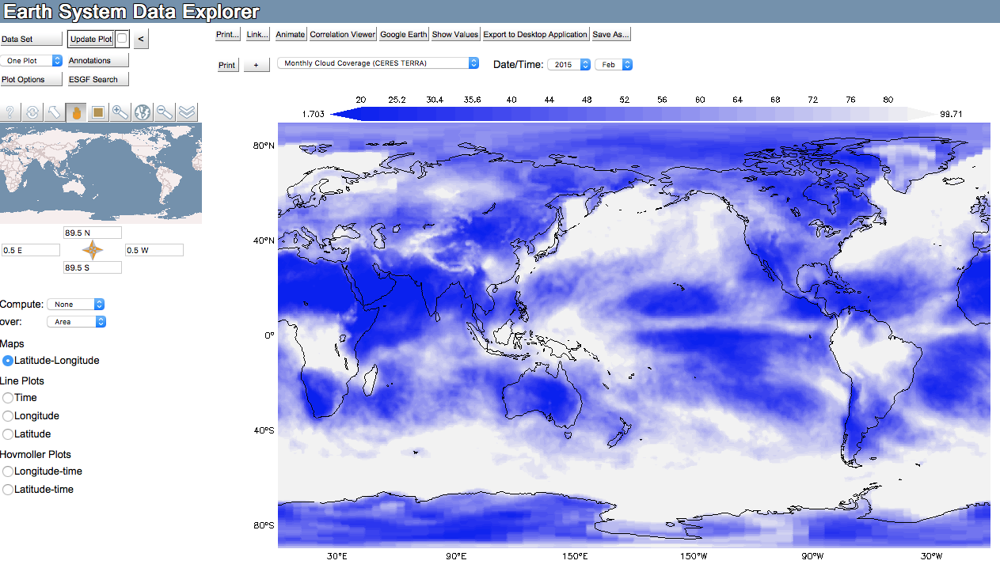 Earth System Data Explorer
Data Set
Update Plot
<
Print...
Link...
Animate
Correlation Viewer
Google Earth
Show Values
Export to Desktop Application
Save As...
One Plot
Annotations
Print
+
Monthly Cloud Coverage (CERES TERRA)
Date/Time:
2015
Feb
Plot Options
ESGF Search
?
20 25.2 30.4 35.6 40 44 48 52 56 60 64 68 72 76 80
1.703
99.71
80°N
40°N
0°
40°S
80°S
30°E 90°E 150°E 150°W 90°W 30°W
89.5 N
0.5 E
0.5 W
89.5 S
Compute:
None
over:
Area
Maps
Latitude-Longitude
Line Plots
Time
Longitude
Latitude
Hovmoller Plots
Longitude-time
Latitude-time